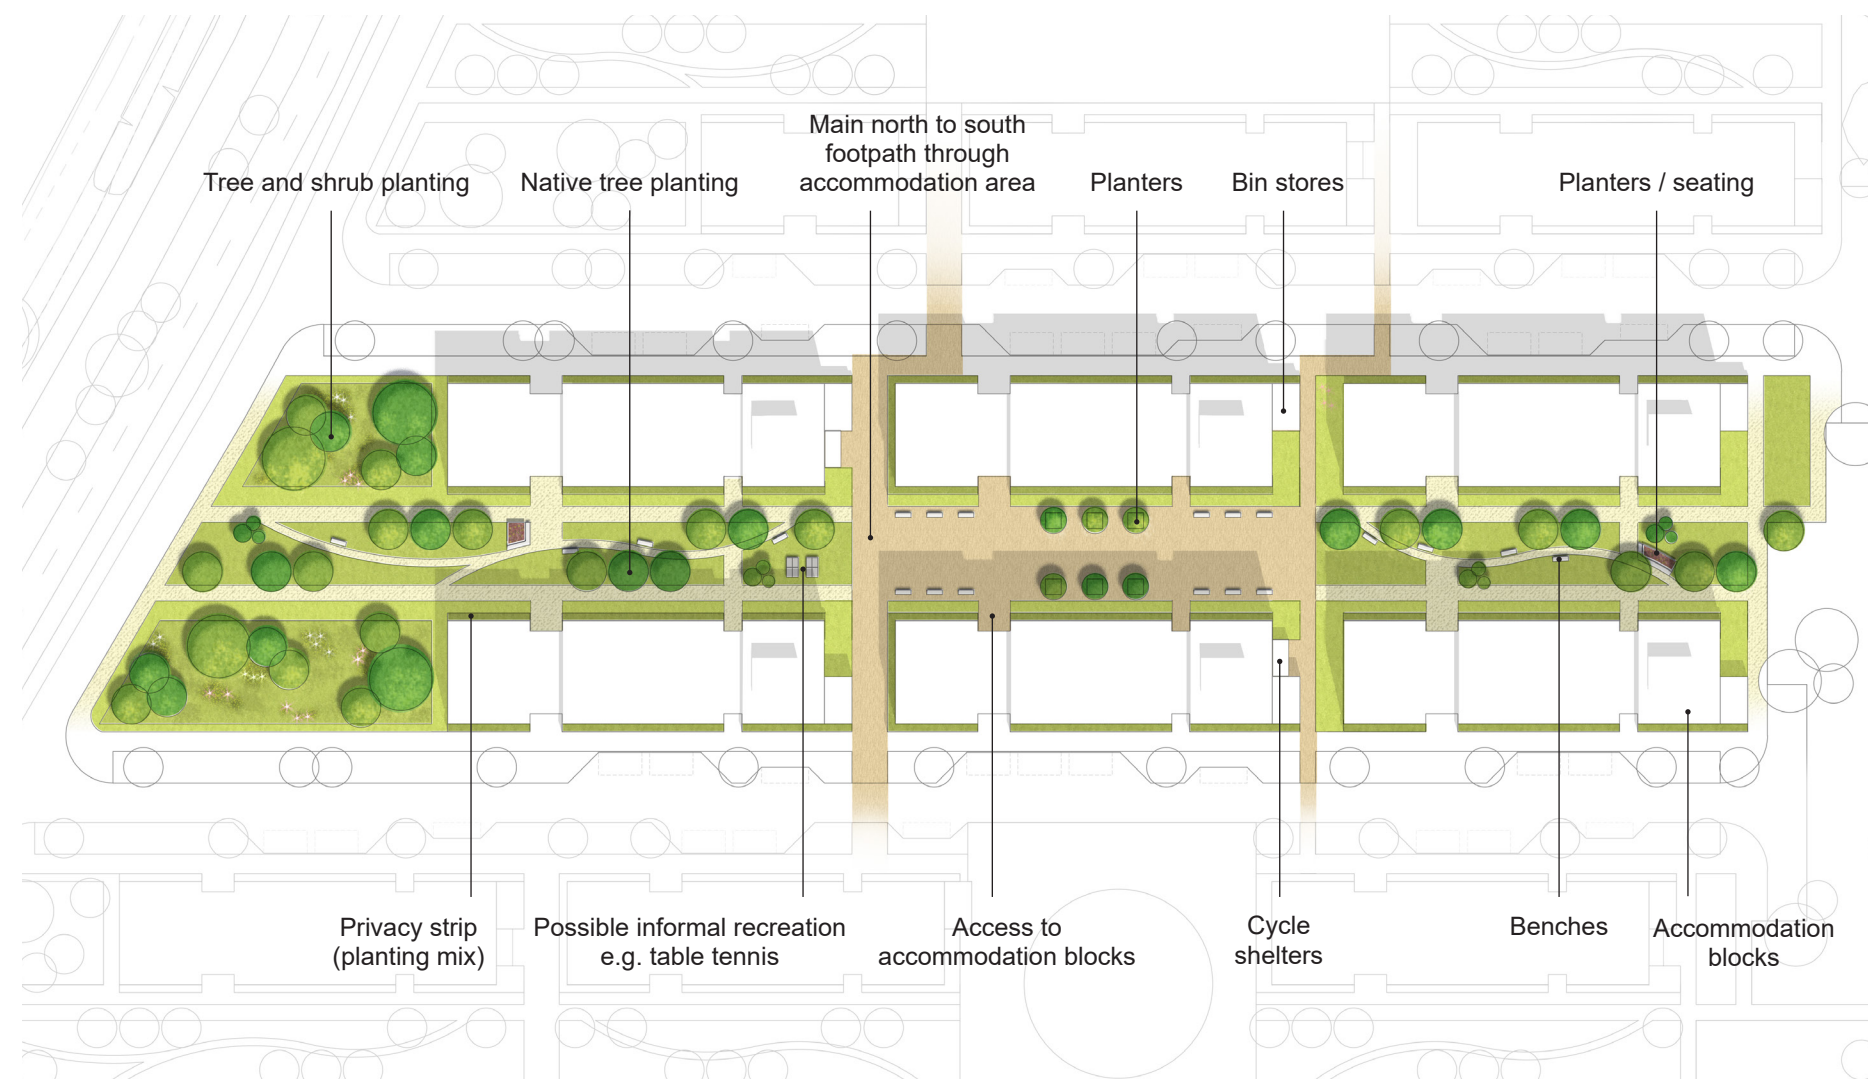 Main north to south
footpath through
accommodation area
Tree and shrub planting
Native tree planting
Planters
Bin stores
Planters / seating
Privacy strip
(planting mix)
Possible informal recreation
e.g. table tennis
Access to
accommodation blocks
Cycle
shelters
Benches
Accommodation
blocks